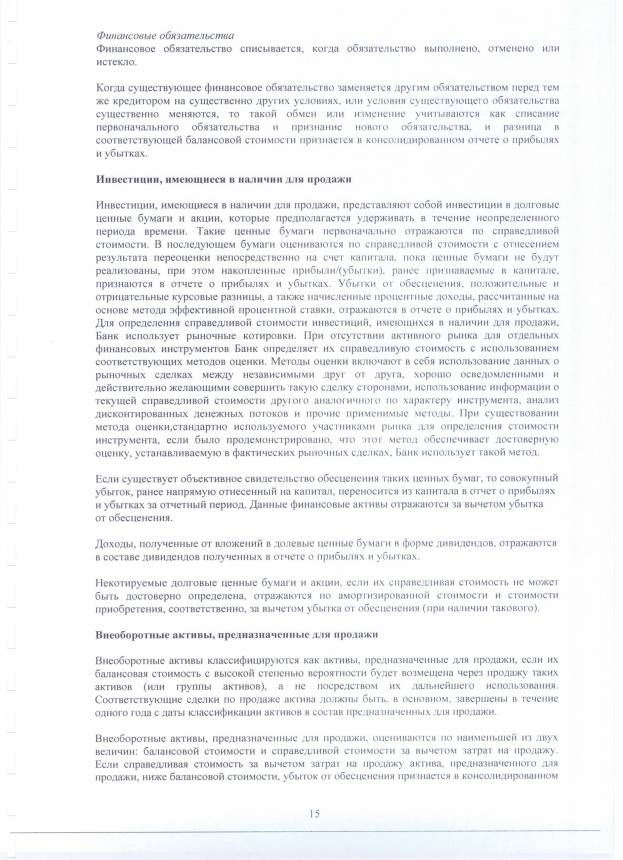 Финансовые обязательства
Финансовое обязательство списывается, когда обязательство выполнено, отменено или
истекло.
Когда существующее финансовое обязательство заменяется другим обязательством перед тем
же кредитором на существенно других условиях, или условия существующего обязательства
существенно меняются, то такой обмен или изменение учитываются как списание
первоначального обязательства и признание нового обязательства, и разница в
соответствующей балансовой стоимости признается в консолидированном отчете о прибылях
и убытках.
Инвестиции, имеющиеся в наличии для продажи
Инвестиции, имеющиеся в наличии для продажи, представляют собой инвестиции в долговые
ценные бумаги и акции, которые предполагается удерживать в течение неопределенного
периода времени. Такие ценные бумаги первоначально отражаются по справедливой
стоимости. В последующем бумаги оцениваются по справедливой стоимости с отнесением
результата переоценки непосредственно на счет капитала, пока ценные бумаги не будут
реализованы, при этом накопленные прибыли/(убытки), ранее признаваемые в капитале,
признаются в отчете о прибылях и убытках. Убытки от обесценения, положительные и
отрицательные курсовые разницы, а также начисленные процентные доходы, рассчитанные на
основе метода эффективной процентной ставки, отражаются в отчете о прибылях и убытках.
Для определения справедливой стоимости инвестиций, имеющихся в наличии для продажи,
Банк использует рыночные котировки. При отсутствии активного рынка для отдельных
финансовых инструментов Банк определяет их справедливую стоимость с использованием
соответствующих методов оценки. Методы оценки включают в себя использование данных о
рыночных сделках между независимыми друг от друга, хорошо осведомленными и
действительно желающими совершить такую сделку сторонами, использование информации о
текущей справедливой стоимости другого аналогичного по характеру инструмента, анализ
дисконтированных денежных потоков и прочие применимые методы. При существовании
метода оценки,стандартно используемого участниками рынка для определения стоимости
инструмента, если было продемонстрировано, что этот метод обеспечивает достоверную
оценку, устанавливаемую в фактических рыночных сделках, Банк использует такой метод.
Если существует объективное свидетельство обесценения таких ценных бумаг, то совокупный
убыток, ранее напрямую отнесенный на капитал, переносится из капитала в отчет о прибылях
и убытках за отчетный период. Данные финансовые активы отражаются за вычетом убытка
от обесценения.
Доходы, полученные от вложений в долевые ценные бумаги в форме дивидендов, отражаются
в составе дивидендов полученных в отчете о прибылях и убытках.
Некотируемые долговые ценные бумаги и акции, если их справедливая стоимость не может
быть достоверно определена, отражаются по амортизированной стоимости и стоимости
приобретения, соответственно, за вычетом убытка от обесценения (при наличии такового).
Внеоборотные активы, предназначенные для продажи
Внеоборотные активы классифицируются как активы, предназначенные для продажи, если их
балансовая стоимость с высокой степенью вероятности будет возмещена через продажу таких
активов (или группы активов), а не посредством их дальнейшего использования.
Соответствующие сделки по продаже актива должны быть, в основном, завершены в течение
одного года с даты классификации активов в состав предназначенных для продажи.
Внеоборотные активы, предназначенные для продажи, оцениваются по наименьшей из двух
величин: балансовой стоимости и справедливой стоимости за вычетом затрат на продажу.
Если справедливая стоимость за вычетом затрат на продажу актива, предназначенного для
продажи, ниже балансовой стоимости, убыток от обесценения признается в консолидированном
15